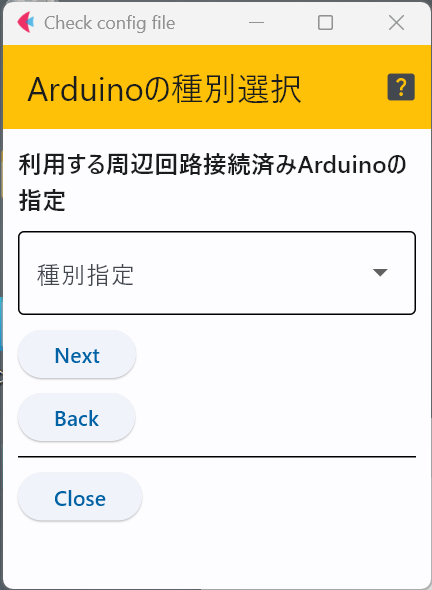 Check config file
Arduinoの種別選択
?
利用する周辺回路接続済みArduinoの
指定
種別指定
Next
Back
Close